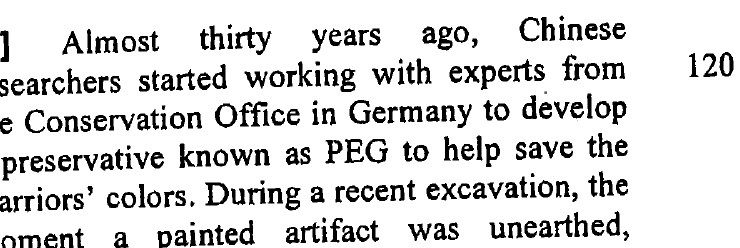 ] Almost thirty years ago, Chinese
searchers started working with experts from 120
e Conservation Office in Germany to develop
preservative known as PEG to help save the
arriors' colors. During a recent excavation, the
oment a painted artifact was unearthed,